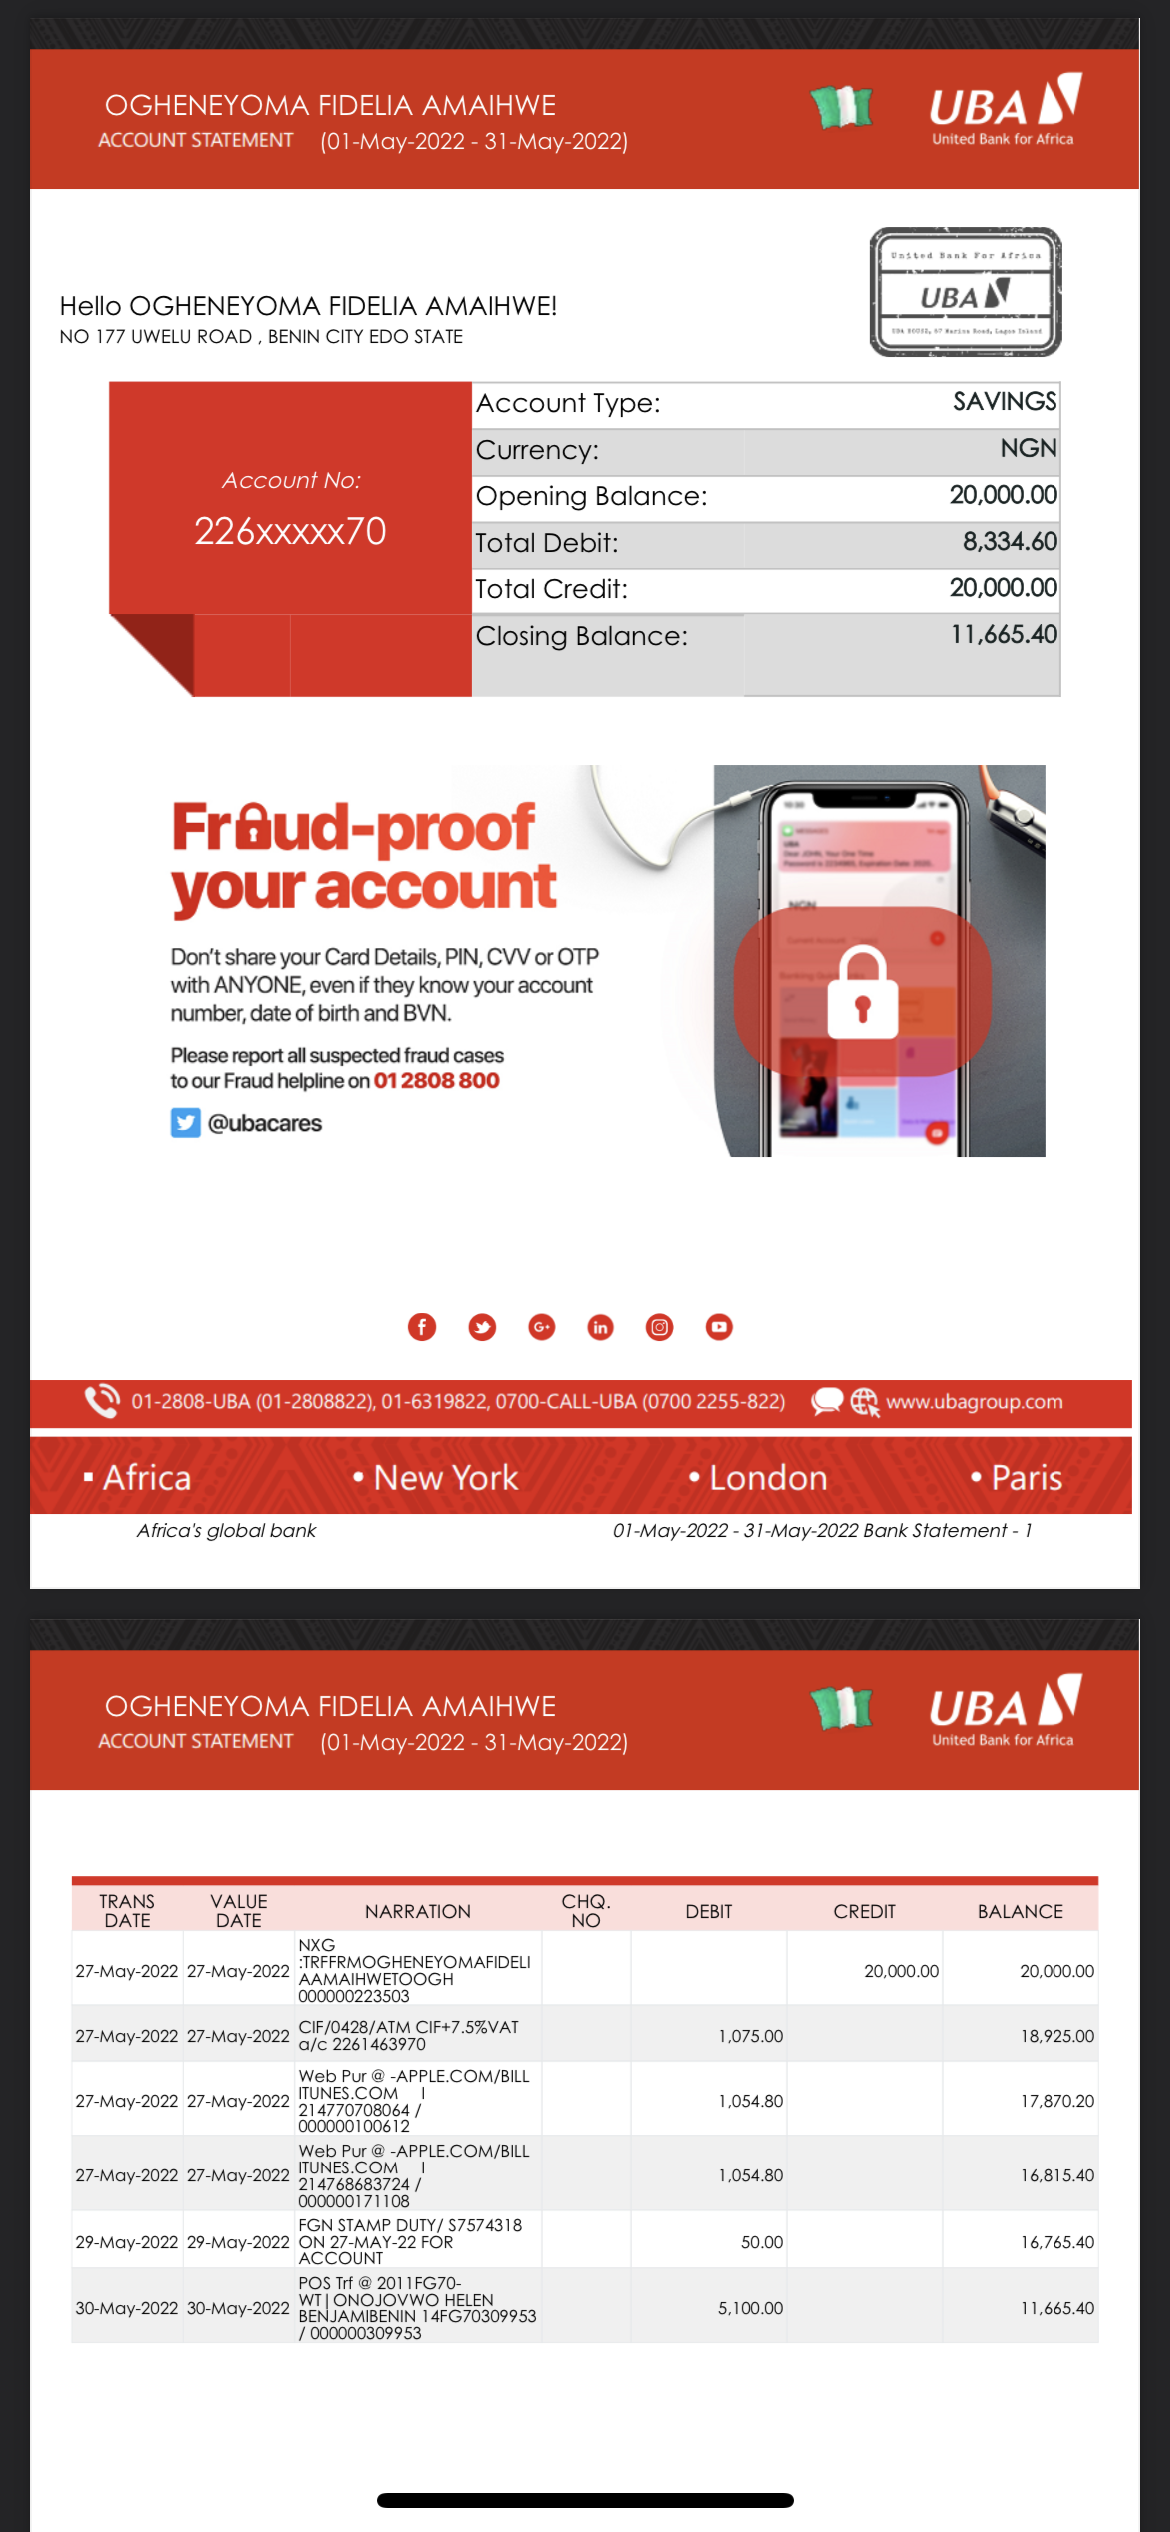 OGHENEYOMA FIDELIA AMAIHWE
ACCOUNT STATEMENT (01-May-2022 - 31-May-2022)
UBA
United Bank for Africa
United Bank For Africa
UBA
UBA HOUSE, 57 Marina Road, Lagos Island
Hello OGHENEYOMA FIDELIA AMAIHWE!
NO 177 UWELU ROAD , BENIN CITY EDO STATE
Account No:
226xxxxx70
Account Type: SAVINGS
Currency: NGN
Opening Balance: 20,000.00
Total Debit: 8,334.60
Total Credit: 20,000.00
Closing Balance: 11,665.40
Fraud-proof
your account
Don't share your Card Details, PIN, CVV or OTP
with ANYONE, even if they know your account
number, date of birth and BVN.
Please report all suspected fraud cases
to our Fraud helpline on 01 2808 800
@ubacares
10:30
MESSAGES
UBA
Dear JOHN, Your One Time
NGN
01-2808-UBA (01-2808822), 01-6319822, 0700-CALL-UBA (0700 2255-822) www.ubagroup.com
▪ Africa • New York • London • Paris
Africa's global bank 01-May-2022 - 31-May-2022 Bank Statement - 1
OGHENEYOMA FIDELIA AMAIHWE
ACCOUNT STATEMENT (01-May-2022 - 31-May-2022)
UBA
United Bank for Africa
TRANS DATE VALUE DATE NARRATION CHQ. NO DEBIT CREDIT BALANCE
27-May-2022 27-May-2022 NXG
:TRFFRMOGHENEYOMAFIDELI
AAMAIHWETOOGH
000000223503 20,000.00 20,000.00
27-May-2022 27-May-2022 CIF/0428/ATM CIF+7.5%VAT
a/c 2261463970 1,075.00 18,925.00
27-May-2022 27-May-2022 Web Pur @ -APPLE.COM/BILL
ITUNES.COM I
214770708064 /
000000100612 1,054.80 17,870.20
27-May-2022 27-May-2022 Web Pur @ -APPLE.COM/BILL
ITUNES.COM I
214768683724 /
000000171108 1,054.80 16,815.40
29-May-2022 29-May-2022 FGN STAMP DUTY/ S7574318
ON 27-MAY-22 FOR
ACCOUNT 50.00 16,765.40
30-May-2022 30-May-2022 POS Trf @ 2011FG70-
WT|ONOJOVWO HELEN
BENJAMIBENIN 14FG70309953
/ 000000309953 5,100.00 11,665.40